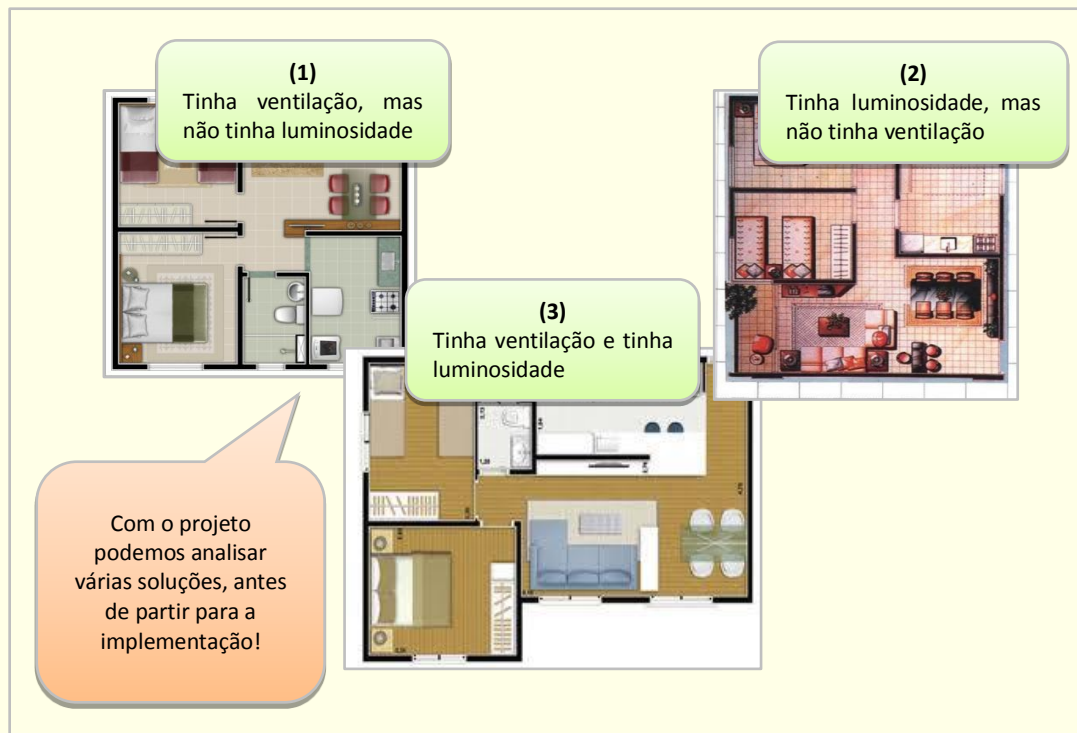 (1)
Tinha ventilação, mas
não tinha luminosidade
(2)
Tinha luminosidade, mas
não tinha ventilação
(3)
Tinha ventilação e tinha
luminosidade
Com o projeto
podemos analisar
várias soluções, antes
de partir para a
implementação!